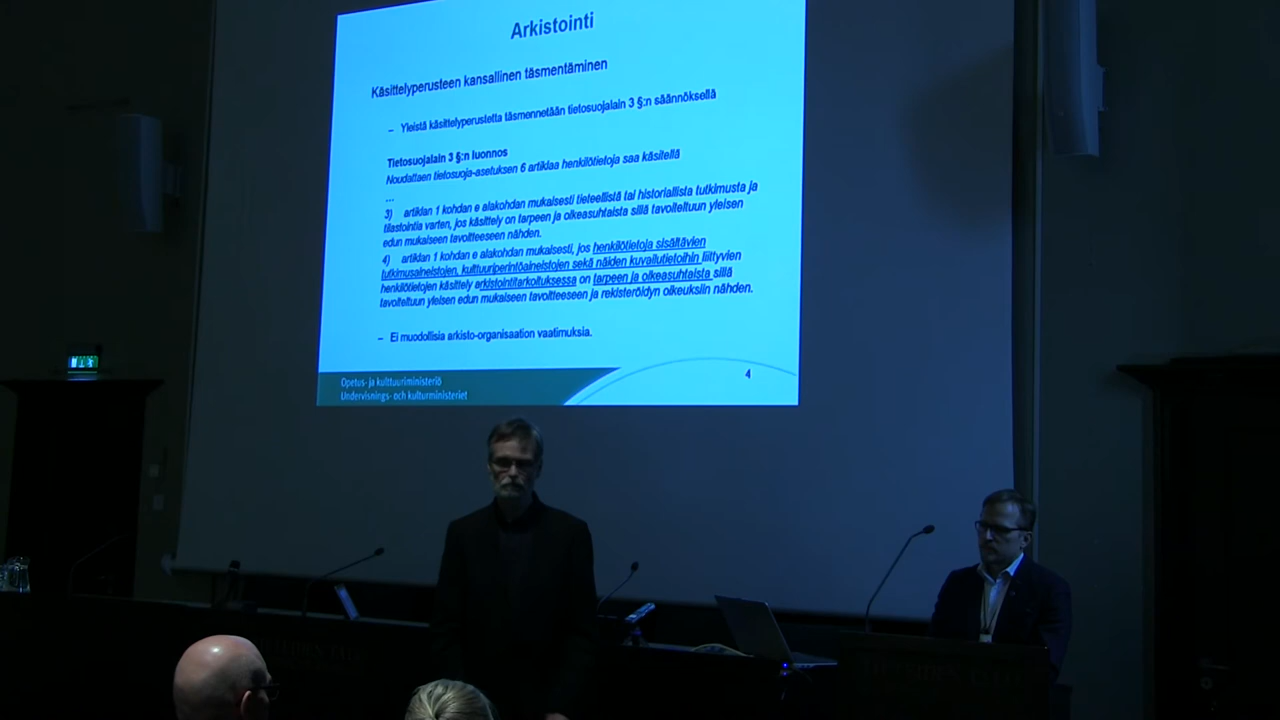 Arkistointi
Käsittelyperusteen kansallinen täsmentäminen
– Yleistä käsittelyperustetta täsmennetään tietosuojalain 3 §:n säännöksellä
Tietosuojalain 3 §:n luonnos
Noudattaen tietosuoja-asetuksen 6 artiklaa henkilötietoja saa käsitellä
...
3) artiklan 1 kohdan e alakohdan mukaisesti tieteellistä tai historiallista tutkimusta ja
tilastointia varten, jos käsittely on tarpeen ja oikeasuhtaista sillä tavoiteltuun yleisen
edun mukaiseen tavoitteeseen nähden.
4) artiklan 1 kohdan e alakohdan mukaisesti, jos henkilötietoja sisältävien
tutkimusaineistojen, kulttuuriperintöaineistojen sekä näiden kuvailutietoihin liittyvien
henkilötietojen käsittely arkistointitarkoituksessa on tarpeen ja oikeasuhtaista sillä
tavoiteltuun yleisen edun mukaiseen tavoitteeseen ja rekisteröidyn oikeuksiin nähden.
– Ei muodollisia arkisto-organisaation vaatimuksia.
Opetus- ja kulttuuriministeriö
Undervisnings- och kulturministeriet
4